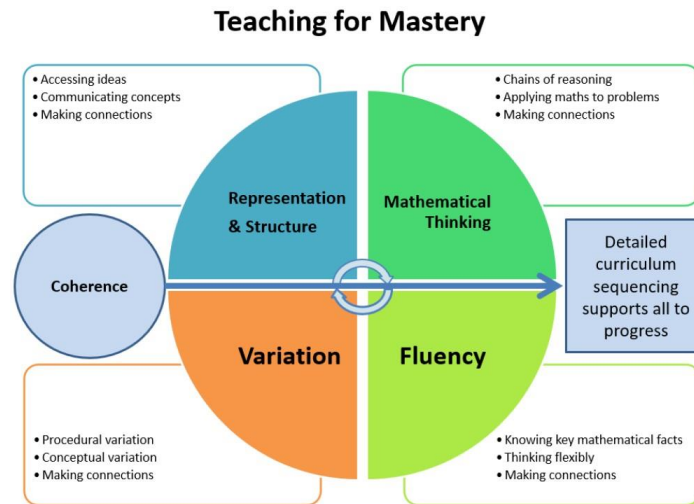 Teaching for Mastery
• Accessing ideas
• Communicating concepts
• Making connections
• Chains of reasoning
• Applying maths to problems
• Making connections
Representation
& Structure
Mathematical
Thinking
Coherence
Detailed
curriculum
sequencing
supports all to
progress
Variation
Fluency
• Procedural variation
• Conceptual variation
• Making connections
• Knowing key mathematical facts
• Thinking flexibly
• Making connections